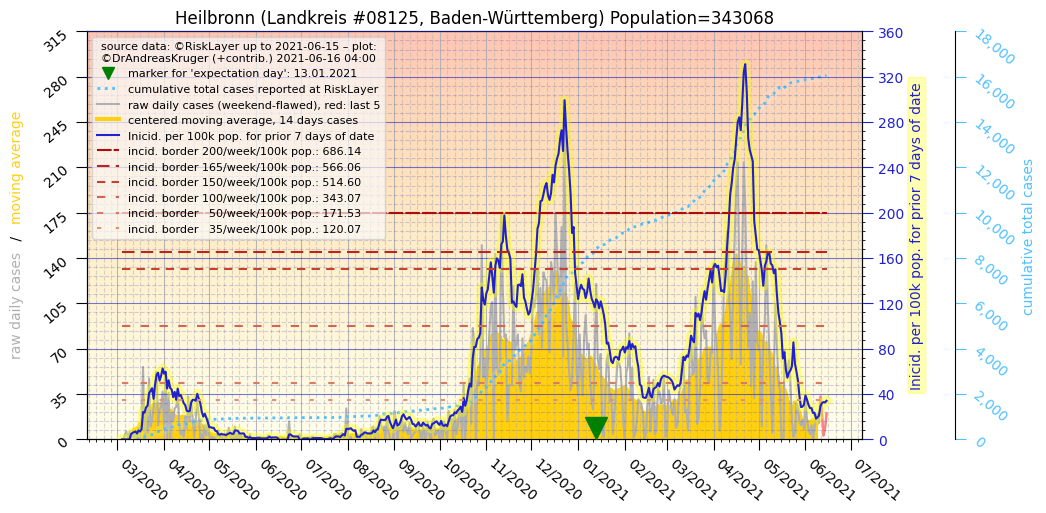 Heilbronn (Landkreis #08125, Baden-Württemberg) Population=343068
source data: ©RiskLayer up to 2021-06-15 – plot:
©DrAndreasKruger (+contrib.) 2021-06-16 04:00
marker for 'expectation day': 13.01.2021
cumulative total cases reported at RiskLayer
raw daily cases (weekend-flawed), red: last 5
centered moving average, 14 days cases
Inicid. per 100k pop. for prior 7 days of date
incid. border 200/week/100k pop.: 686.14
incid. border 165/week/100k pop.: 566.06
incid. border 150/week/100k pop.: 514.60
incid. border 100/week/100k pop.: 343.07
incid. border 50/week/100k pop.: 171.53
incid. border 35/week/100k pop.: 120.07
raw daily cases / moving average
315
280
245
210
175
140
105
70
35
0
03/2020
04/2020
05/2020
06/2020
07/2020
08/2020
09/2020
10/2020
11/2020
12/2020
01/2021
02/2021
03/2021
04/2021
05/2021
06/2021
07/2021
360
320
280
240
200
160
120
80
40
0
Inicid. per 100k pop. for prior 7 days of date
18,000
16,000
14,000
12,000
10,000
8,000
6,000
4,000
2,000
0
cumulative total cases